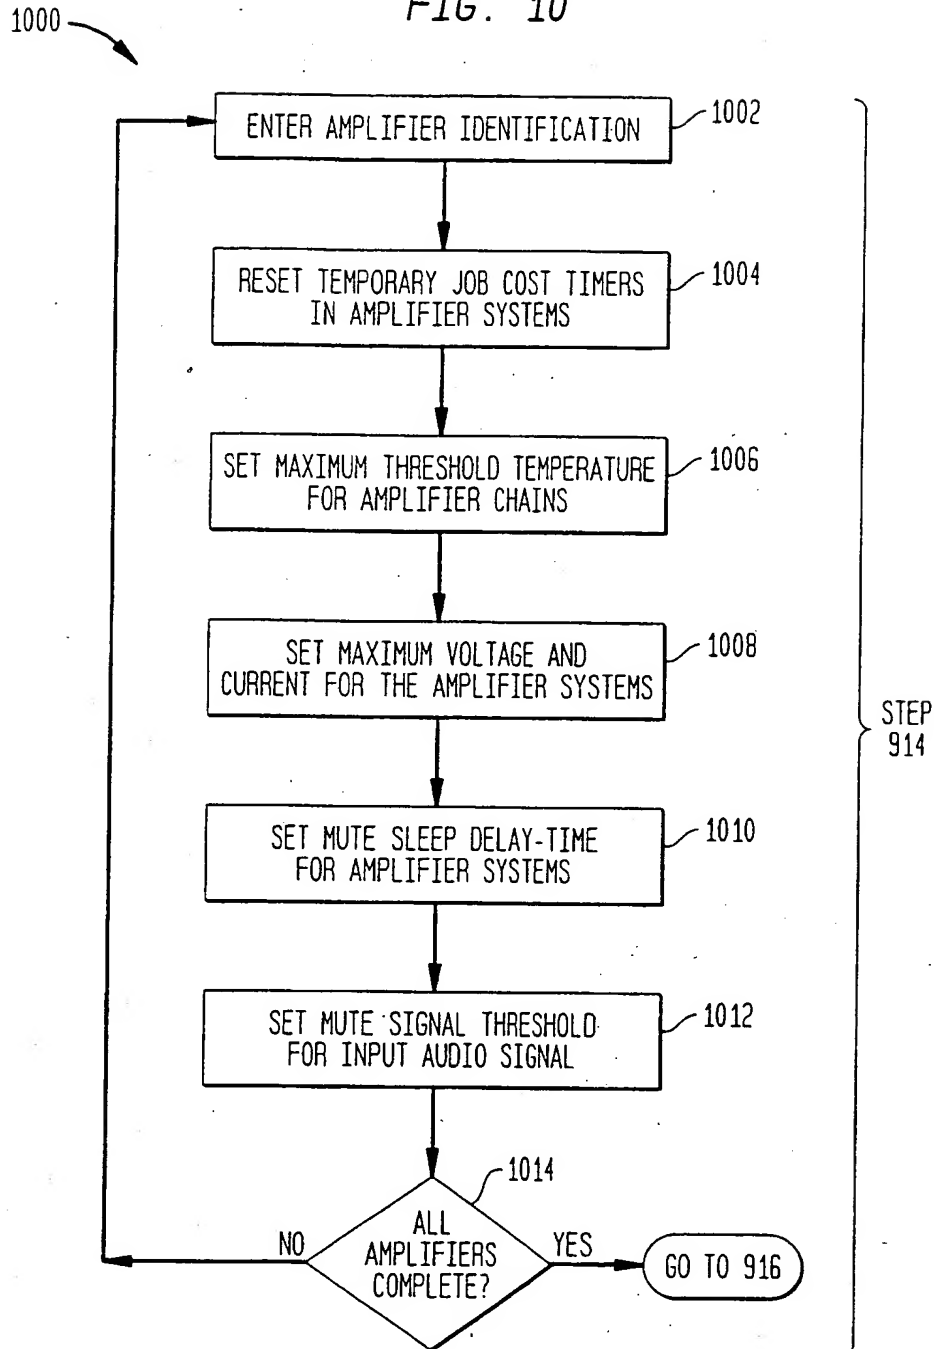 FIG. 10
1000
ENTER AMPLIFIER IDENTIFICATION
1002
RESET TEMPORARY JOB COST TIMERS
IN AMPLIFIER SYSTEMS
1004
SET MAXIMUM THRESHOLD TEMPERATURE
FOR AMPLIFIER CHAINS
1006
SET MAXIMUM VOLTAGE AND
CURRENT FOR THE AMPLIFIER SYSTEMS
1008
STEP
914
SET MUTE SLEEP DELAY-TIME
FOR AMPLIFIER SYSTEMS
1010
SET MUTE SIGNAL THRESHOLD
FOR INPUT AUDIO SIGNAL
1012
1014
ALL
AMPLIFIERS
COMPLETE?
NO
YES
GO TO 916